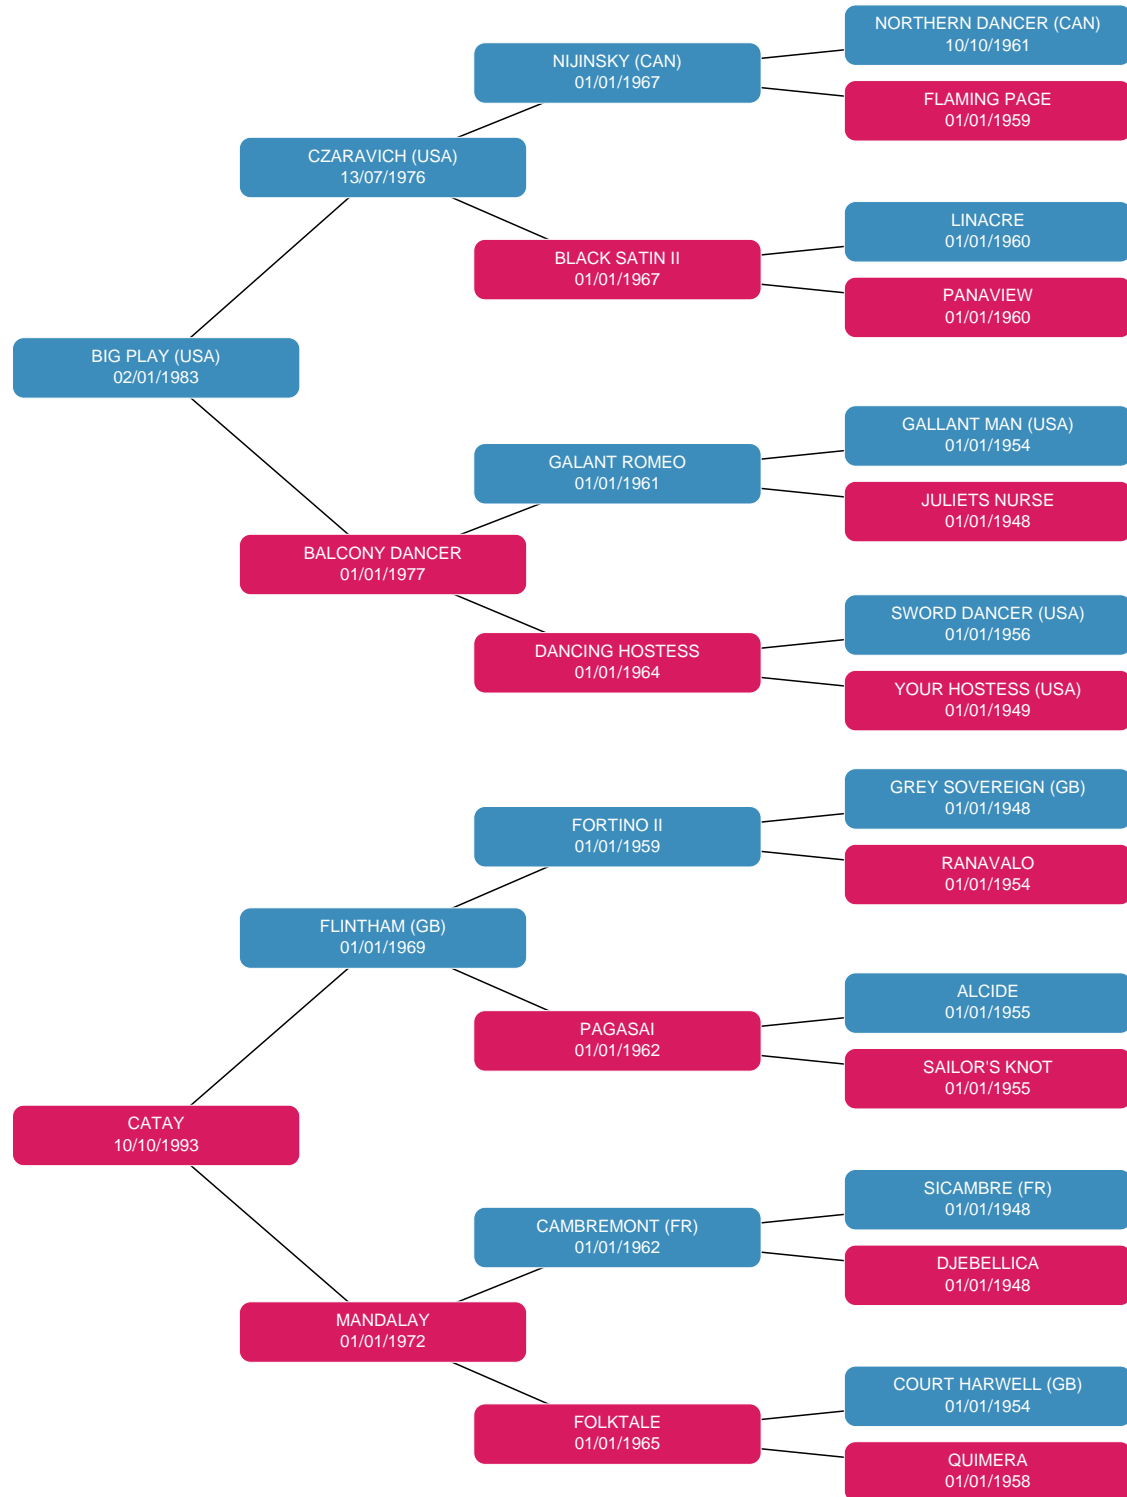 NORTHERN DANCER (CAN)
10/10/1961
NIJINSKY (CAN)
01/01/1967
FLAMING PAGE
01/01/1959
CZARAVICH (USA)
13/07/1976
LINACRE
01/01/1960
BLACK SATIN II
01/01/1967
PANAVIEW
01/01/1960
BIG PLAY (USA)
02/01/1983
GALLANT MAN (USA)
01/01/1954
GALANT ROMEO
01/01/1961
JULIETS NURSE
01/01/1948
BALCONY DANCER
01/01/1977
SWORD DANCER (USA)
01/01/1956
DANCING HOSTESS
01/01/1964
YOUR HOSTESS (USA)
01/01/1949
GREY SOVEREIGN (GB)
01/01/1948
FORTINO II
01/01/1959
RANAVALO
01/01/1954
FLINTHAM (GB)
01/01/1969
ALCIDE
01/01/1955
PAGASAI
01/01/1962
SAILOR'S KNOT
01/01/1955
CATAY
10/10/1993
SICAMBRE (FR)
01/01/1948
CAMBREMONT (FR)
01/01/1962
DJEBELLICA
01/01/1948
MANDALAY
01/01/1972
COURT HARWELL (GB)
01/01/1954
FOLKTALE
01/01/1965
QUIMERA
01/01/1958